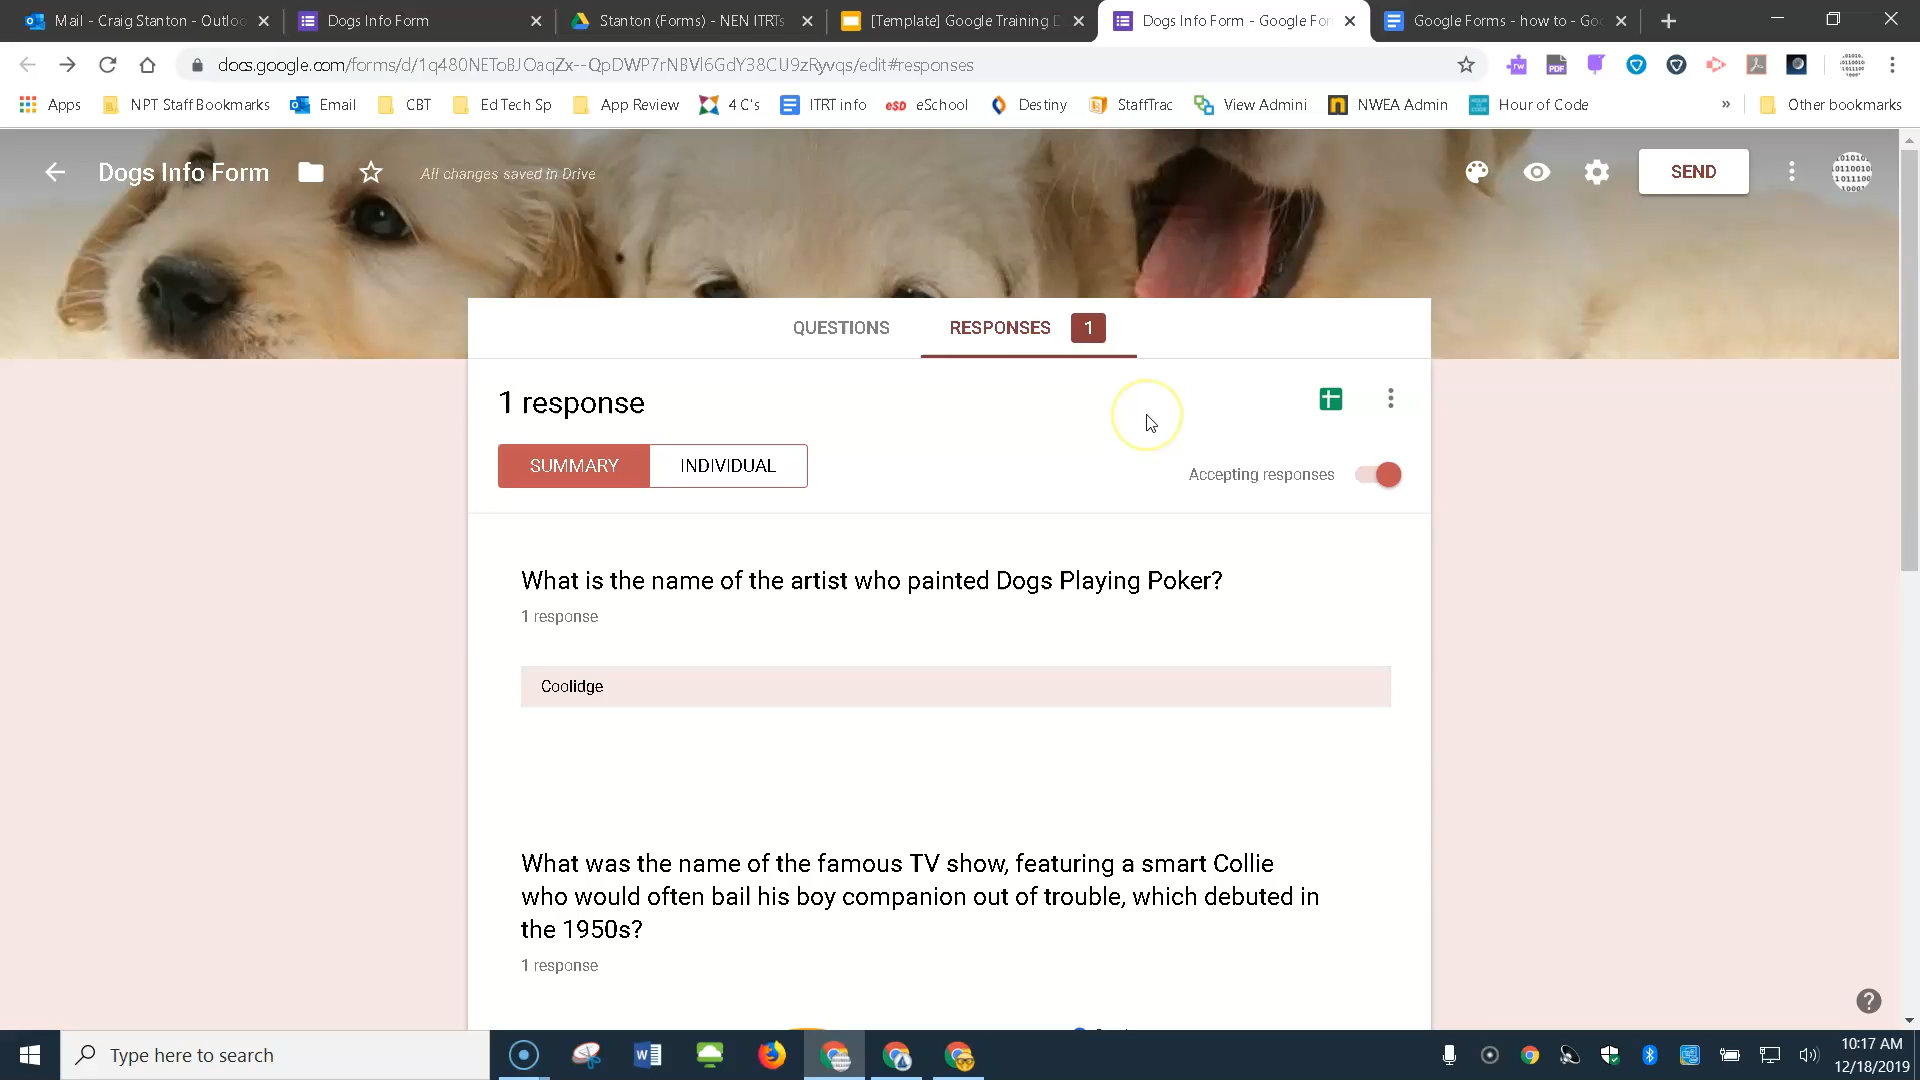 Mail - Craig Stanton - Outlo
Dogs Info Form
Stanton (Forms) - NEN ITRTs
[Template] Google Training D
Dogs Info Form - Google For
Google Forms - how to - Go
docs.google.com/forms/d/1q480NEToBJOaqZx--QpDWP7rNBVl6GdY38CU9zRyvqs/edit#responses
Apps
NPT Staff Bookmarks
Email
CBT
Ed Tech Sp
App Review
4 C's
ITRT info
eSchool
Destiny
StaffTrac
View Admini
NWEA Admin
Hour of Code
»
Other bookmarks
Dogs Info Form
All changes saved in Drive
SEND
QUESTIONS
RESPONSES 1
1 response
SUMMARY
INDIVIDUAL
Accepting responses
What is the name of the artist who painted Dogs Playing Poker?
1 response
Coolidge
What was the name of the famous TV show, featuring a smart Collie
who would often bail his boy companion out of trouble, which debuted in
the 1950s?
1 response
Type here to search
10:17 AM
12/18/2019